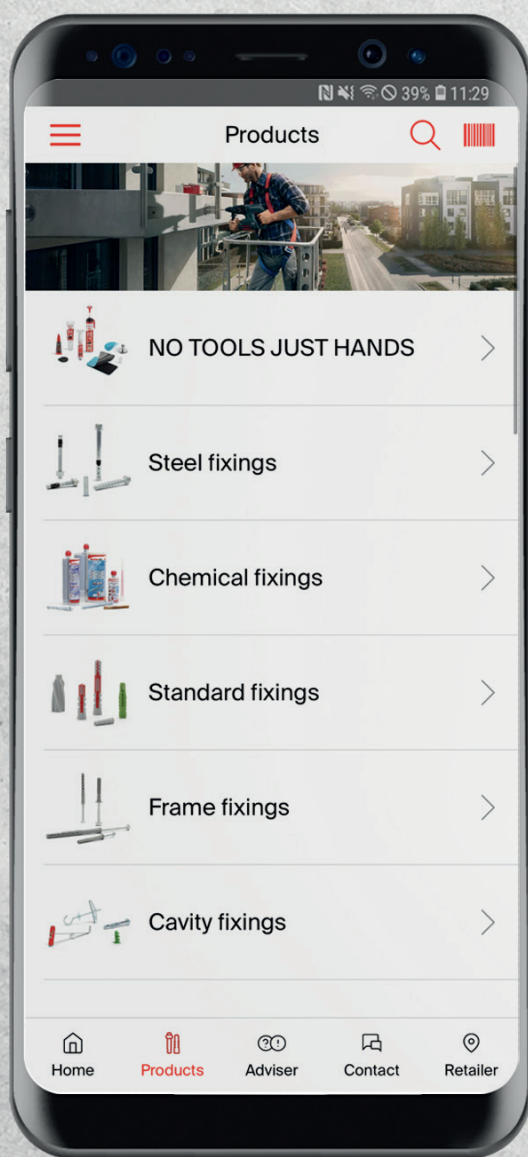 39% 11:29
Products
NO TOOLS JUST HANDS
Steel fixings
Chemical fixings
Standard fixings
Frame fixings
Cavity fixings
Home Products Adviser Contact Retailer